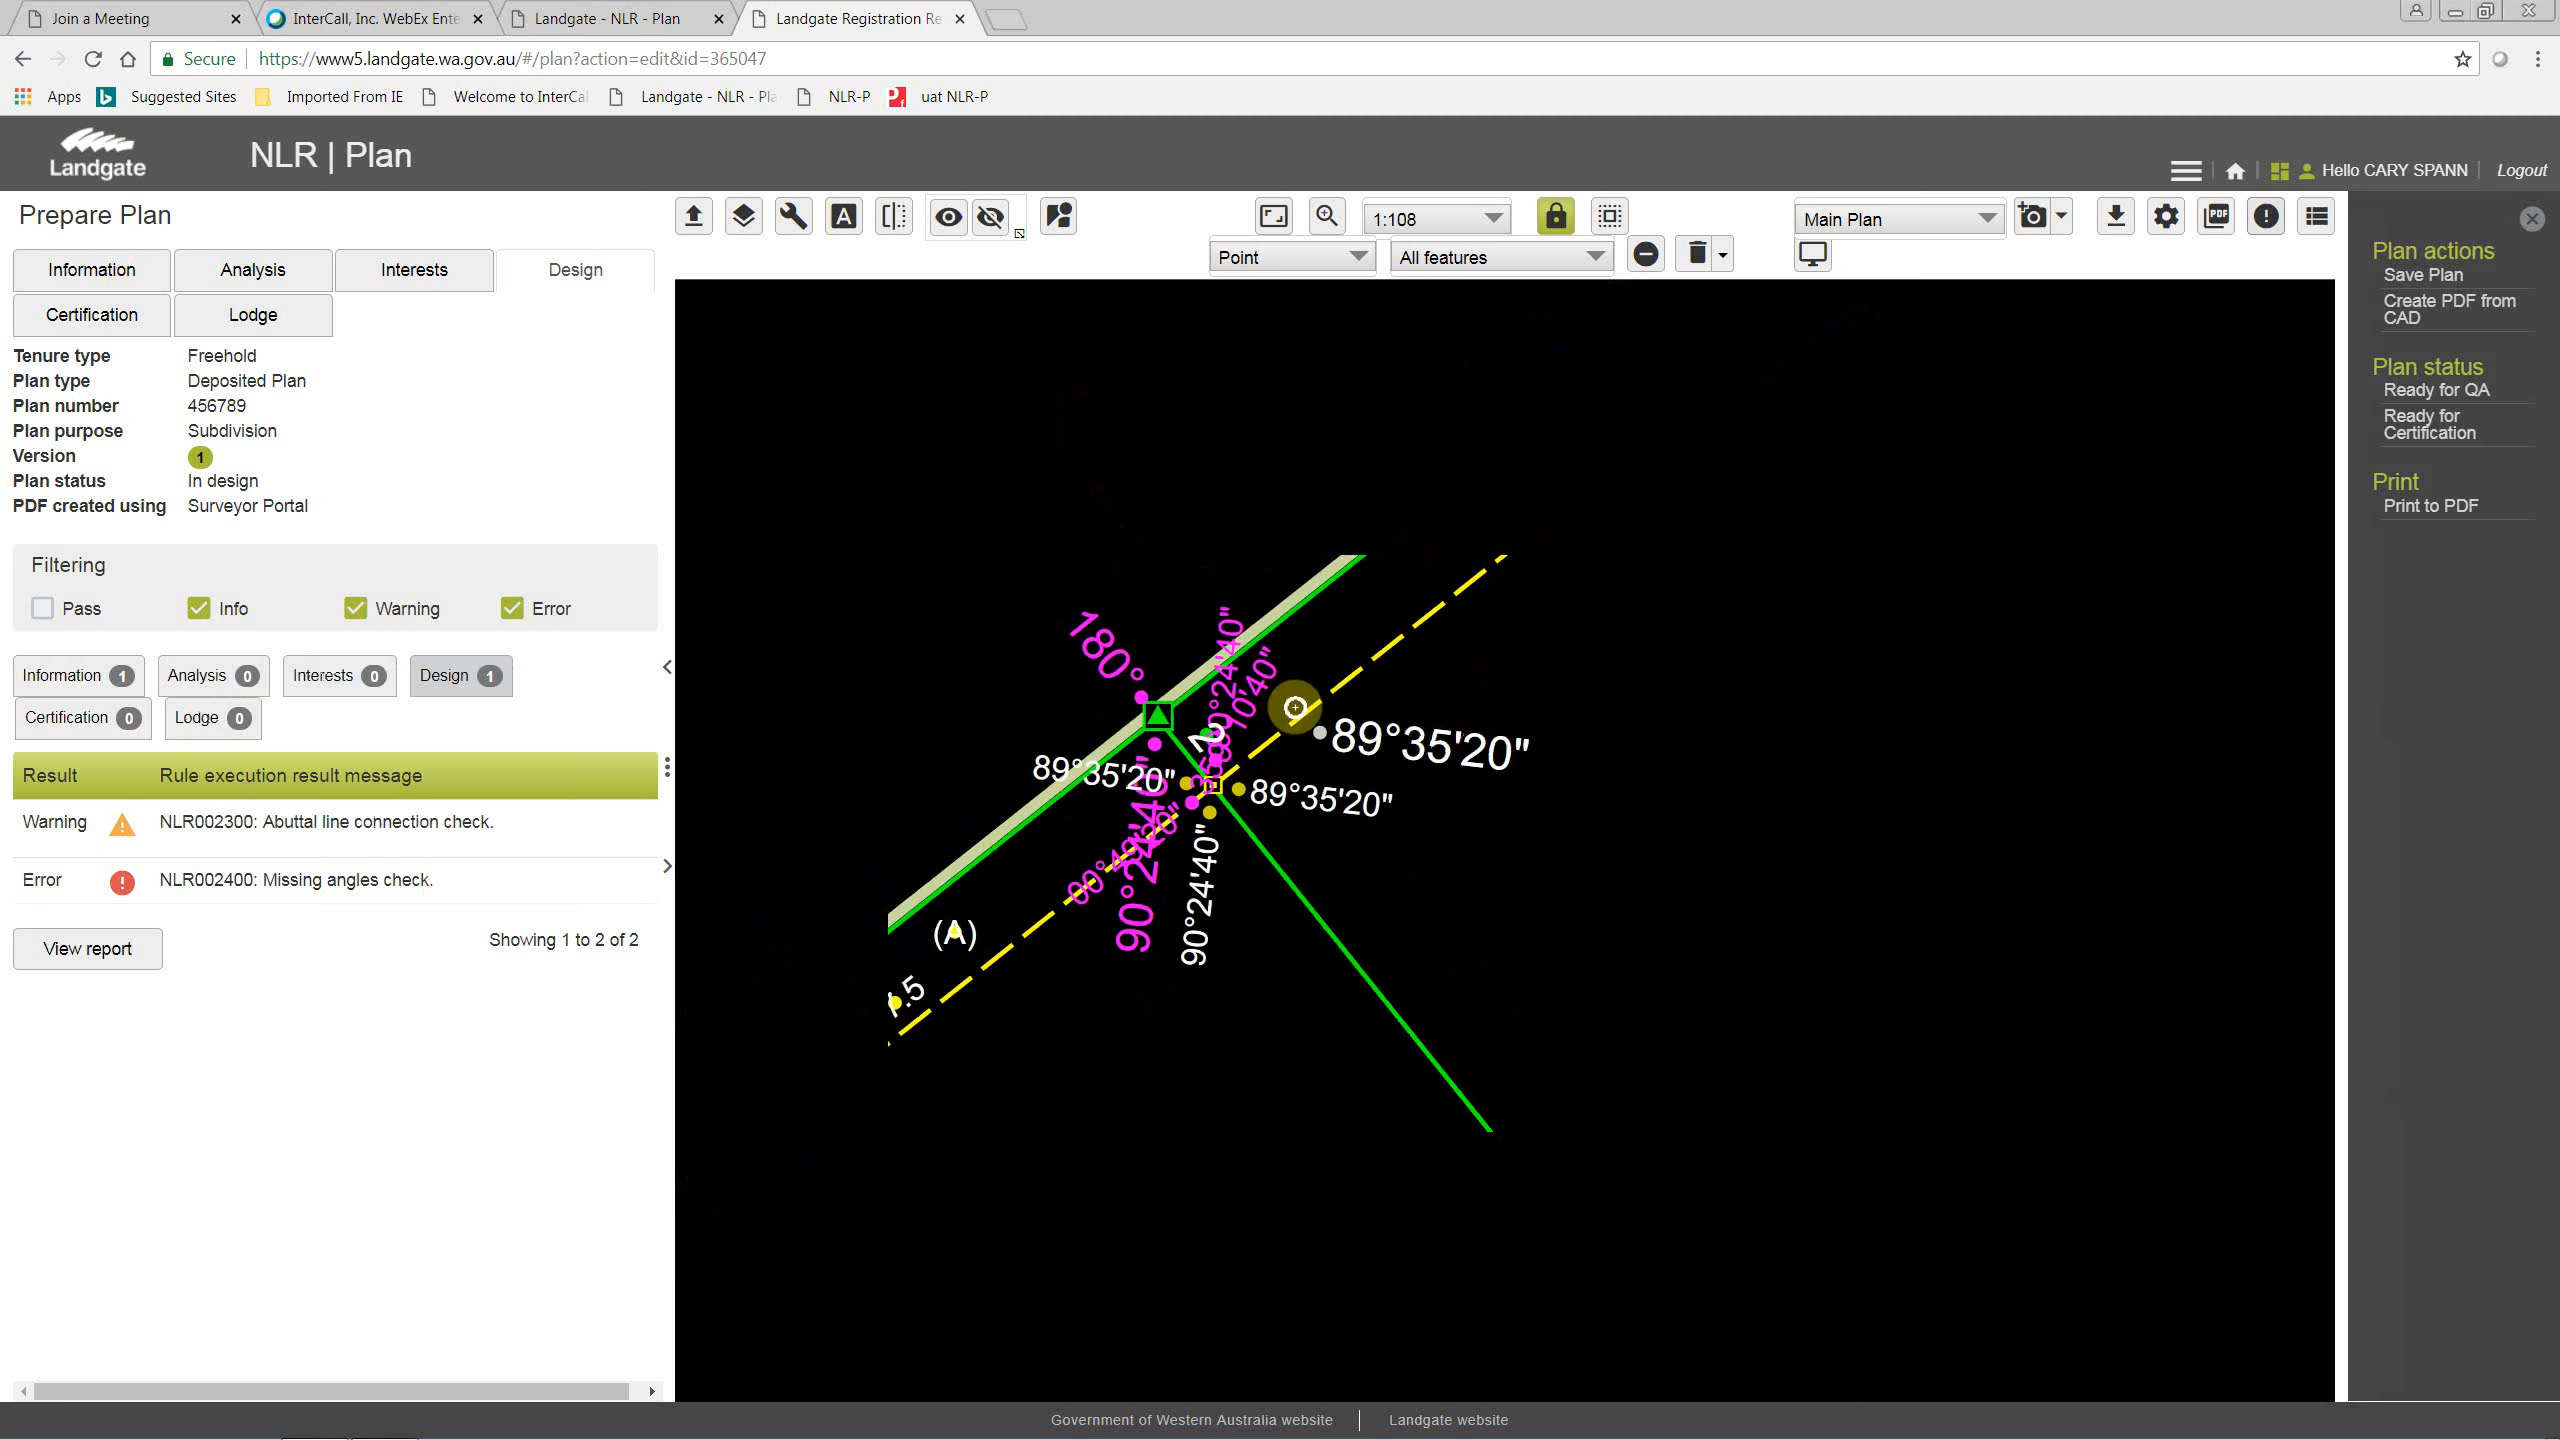 Join a Meeting
InterCall, Inc. WebEx Ente
Landgate - NLR - Plan
Landgate Registration Re
Secure
https://www5.landgate.wa.gov.au/#/plan?action=edit&id=365047
Apps
Suggested Sites
Imported From IE
Welcome to InterCal
Landgate - NLR - Pla
NLR-P
uat NLR-P
Landgate
NLR | Plan
Hello CARY SPANN
Logout
Prepare Plan
Information
Analysis
Interests
Design
Certification
Lodge
Tenure type Freehold
Plan type Deposited Plan
Plan number 456789
Plan purpose Subdivision
Version 1
Plan status In design
PDF created using Surveyor Portal
Filtering
Pass
Info
Warning
Error
Information 1
Analysis 0
Interests 0
Design 1
Certification 0
Lodge 0
Result Rule execution result message
Warning NLR002300: Abuttal line connection check.
Error NLR002400: Missing angles check.
View report
Showing 1 to 2 of 2
A
1:108
Main Plan
PDF
Point
All features
180°
2
10'40"
89°35'20"
89°35'20"
89°35'20"
90°24'40"
90°24'40"
(A)
.5
Plan actions
Save Plan
Create PDF from
CAD
Plan status
Ready for QA
Ready for
Certification
Print
Print to PDF
Government of Western Australia website
Landgate website